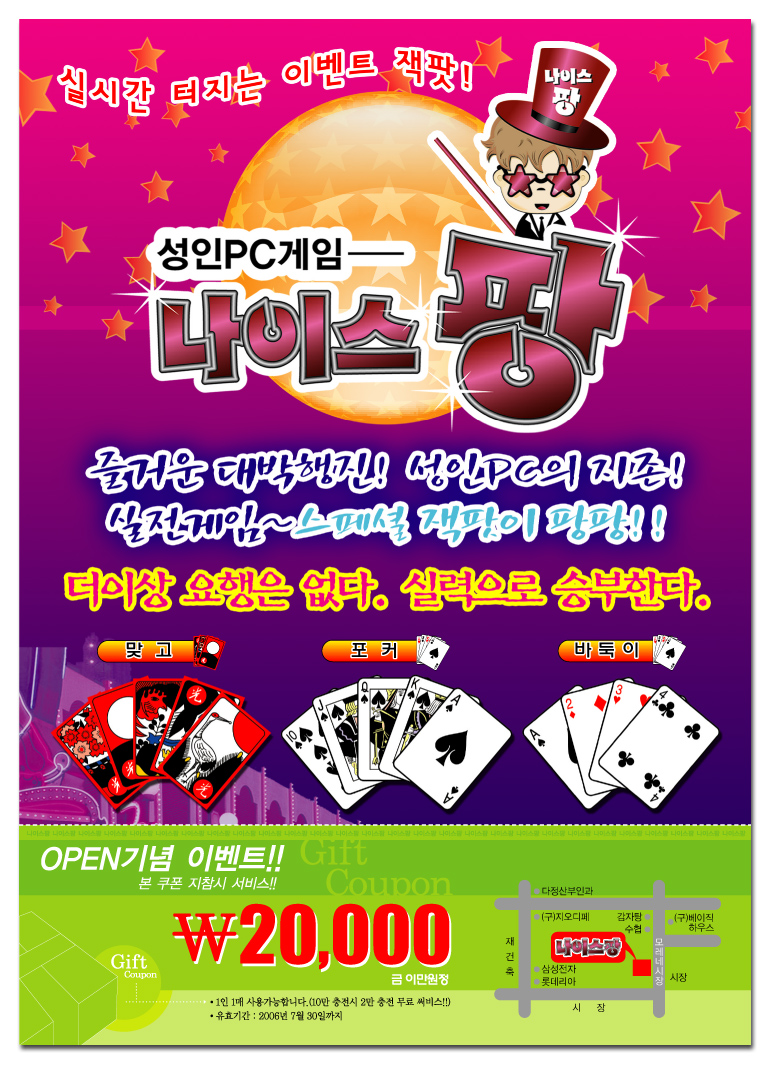 실시간 터지는 이벤트 잭팟!
나이스
팡
성인PC게임
나이스 팡
즐거운 대박행진! 성인PC의 지존!
실전게임~스페셜 잭팟이 팡팡!!
더이상 요행은 없다. 실력으로 승부한다.
맞고
포커
바둑이
光
光
10
J
Q
K
A
A
A
2
3
4
4
OPEN기념 이벤트!!
Gift
Coupon
본 쿠폰 지참시 서비스!!
₩20,000
금 이만원정
Gift
Coupon
• 1인 1매 사용가능합니다.(10만 충전시 2만 충전 무료 써비스!!)
• 유효기간 : 2006년 7월 30일까지
다정산부인과
(구)지오디페
감자탕
수협
(구)베이직
하우스
재건축
나이스팡
모레네시장
삼성전자
롯데리아
시장
시 장